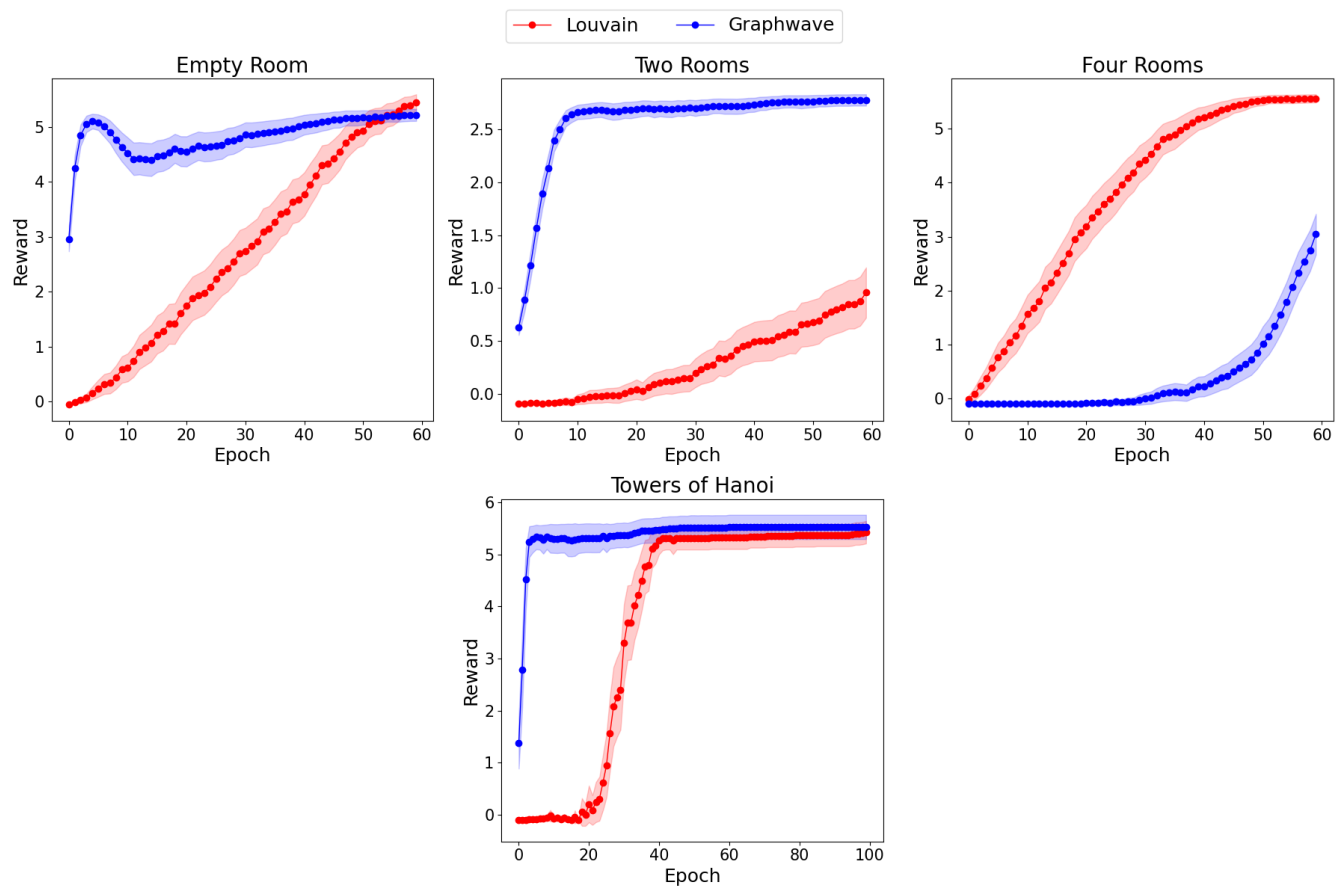 Louvain Graphwave
Empty Room
5
4
3
2
1
0
Reward
0 10 20 30 40 50 60
Epoch
Two Rooms
2.5
2.0
1.5
1.0
0.5
0.0
Reward
0 10 20 30 40 50 60
Epoch
Four Rooms
5
4
3
2
1
0
Reward
0 10 20 30 40 50 60
Epoch
Towers of Hanoi
6
5
4
3
2
1
0
Reward
0 20 40 60 80 100
Epoch